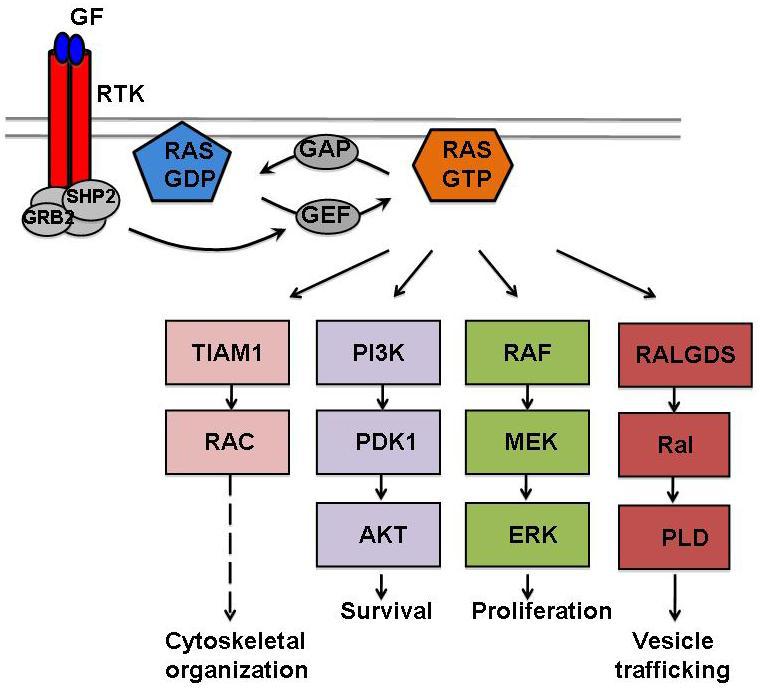 GF
RTK
RAS
GDP
GAP
RAS
GTP
SHP2
GRB2
GEF
TIAM1
PI3K
RAF
RALGDS
RAC
PDK1
MEK
Ral
AKT
ERK
PLD
Survival
Proliferation
Cytoskeletal
organization
Vesicle
trafficking